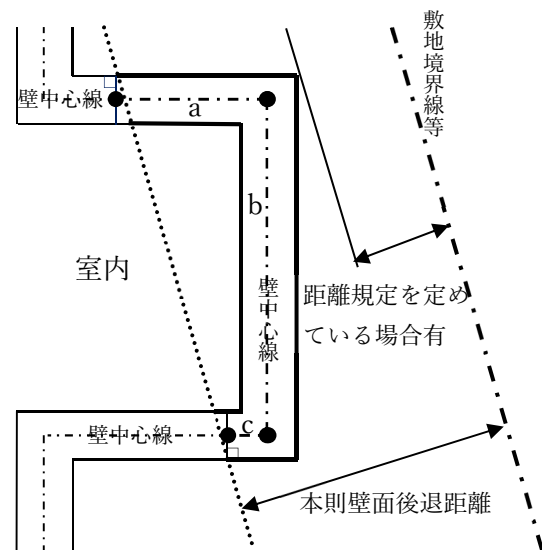 敷地境界線等
壁中心線
a
b
室内
壁中心線
距離規定を定め
ている場合有
壁中心線
c
本則壁面後退距離